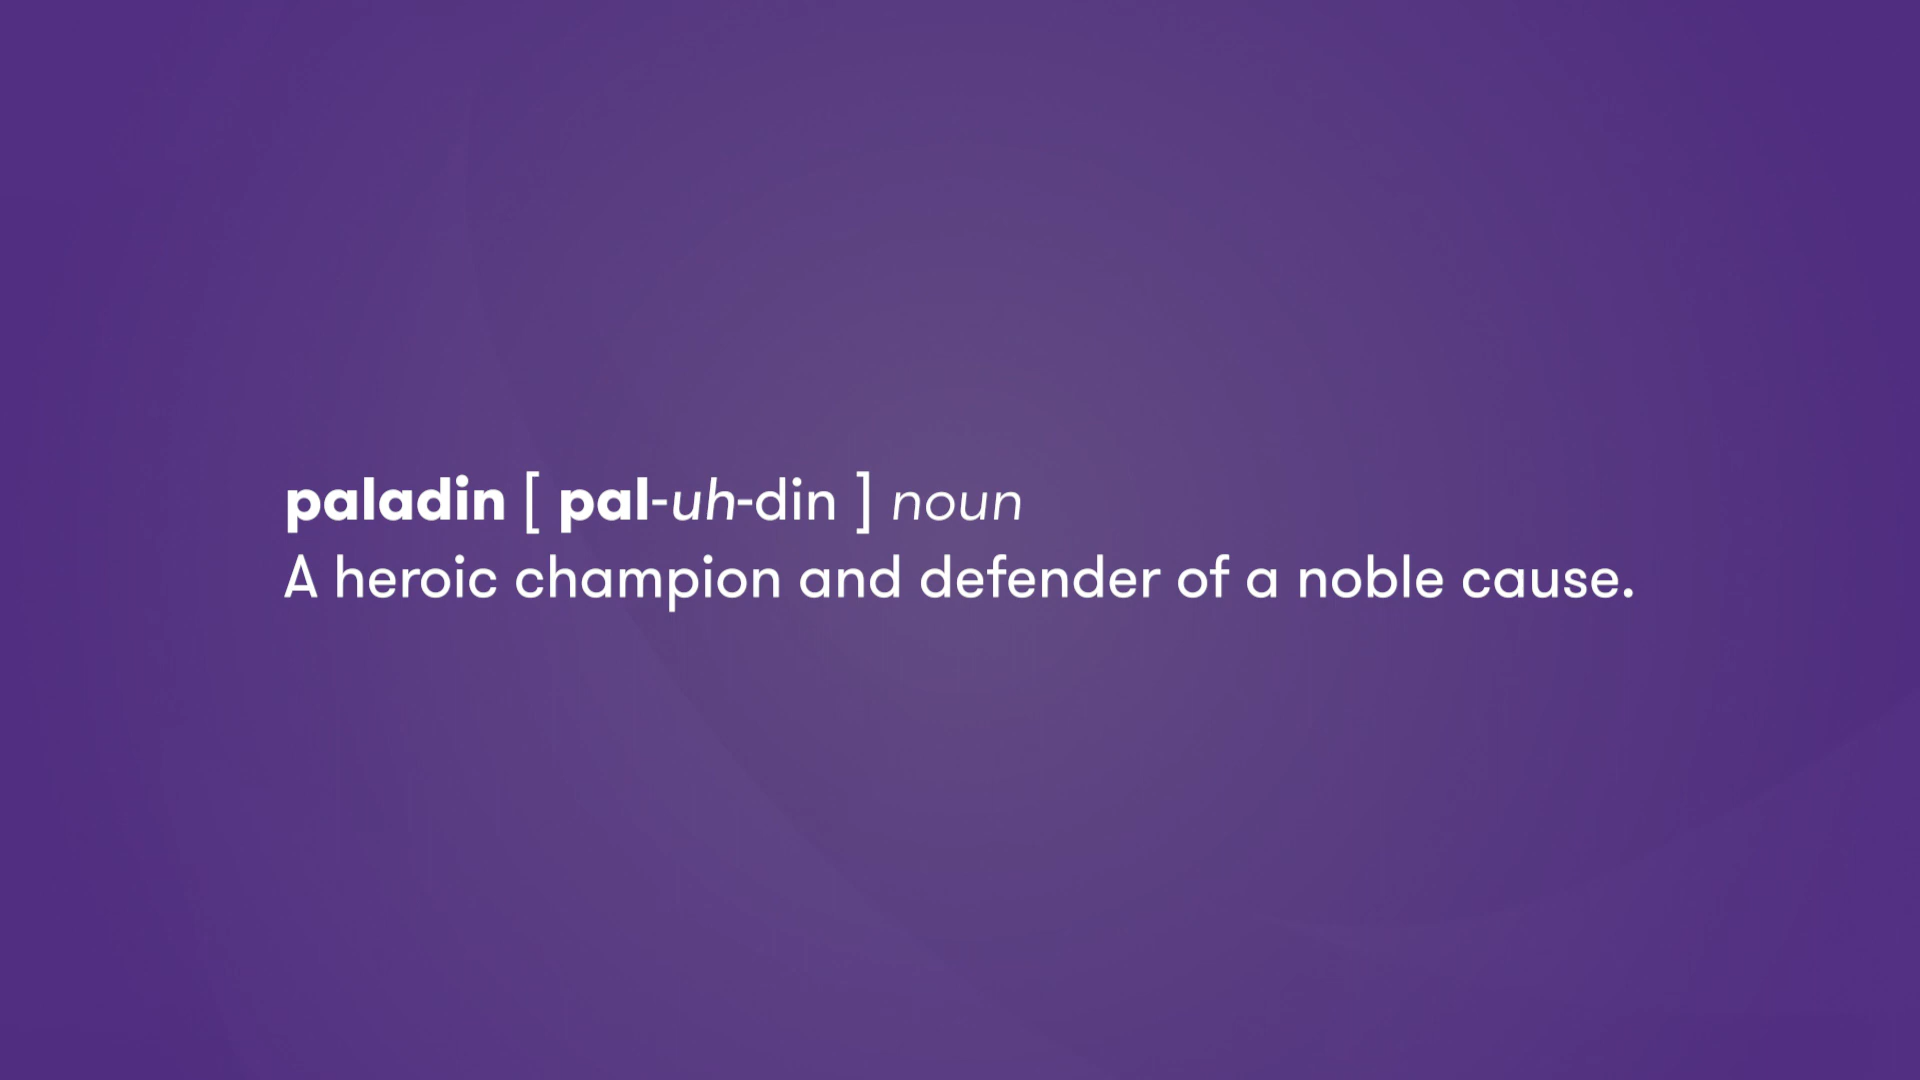 paladin [ pal-uh-din ] noun
A heroic champion and defender of a noble cause.